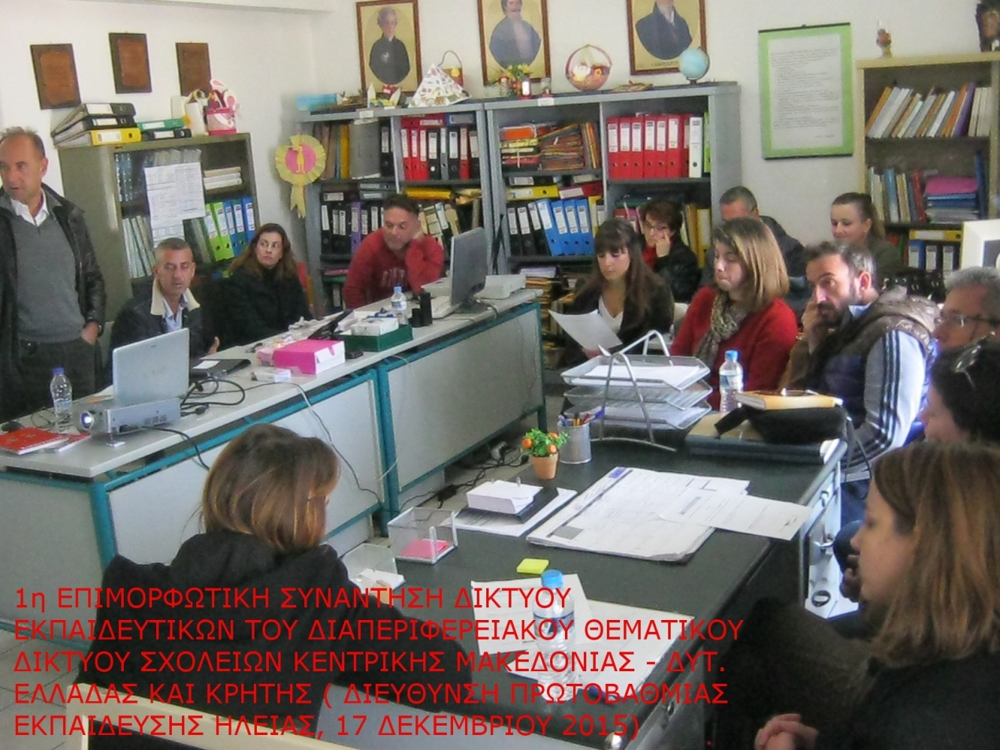 1η ΕΠΙΜΟΡΦΩΤΙΚΗ ΣΥΝΑΝΤΗΣΗ ΔΙΚΤΥΟΥ
ΕΚΠΑΙΔΕΥΤΙΚΩΝ ΤΟΥ ΔΙΑΠΕΡΙΦΕΡΕΙΑΚΟΥ ΘΕΜΑΤΙΚΟΥ
ΔΙΚΤΥΟΥ ΣΧΟΛΕΙΩΝ ΚΕΝΤΡΙΚΗΣ ΜΑΚΕΔΟΝΙΑΣ - ΔΥΤ.
ΕΛΛΑΔΑΣ ΚΑΙ ΚΡΗΤΗΣ ( ΔΙΕΥΘΥΝΣΗ ΠΡΩΤΟΒΑΘΜΙΑΣ
ΕΚΠΑΙΔΕΥΣΗΣ ΗΛΕΙΑΣ, 17 ΔΕΚΕΜΒΡΙΟΥ 2015)